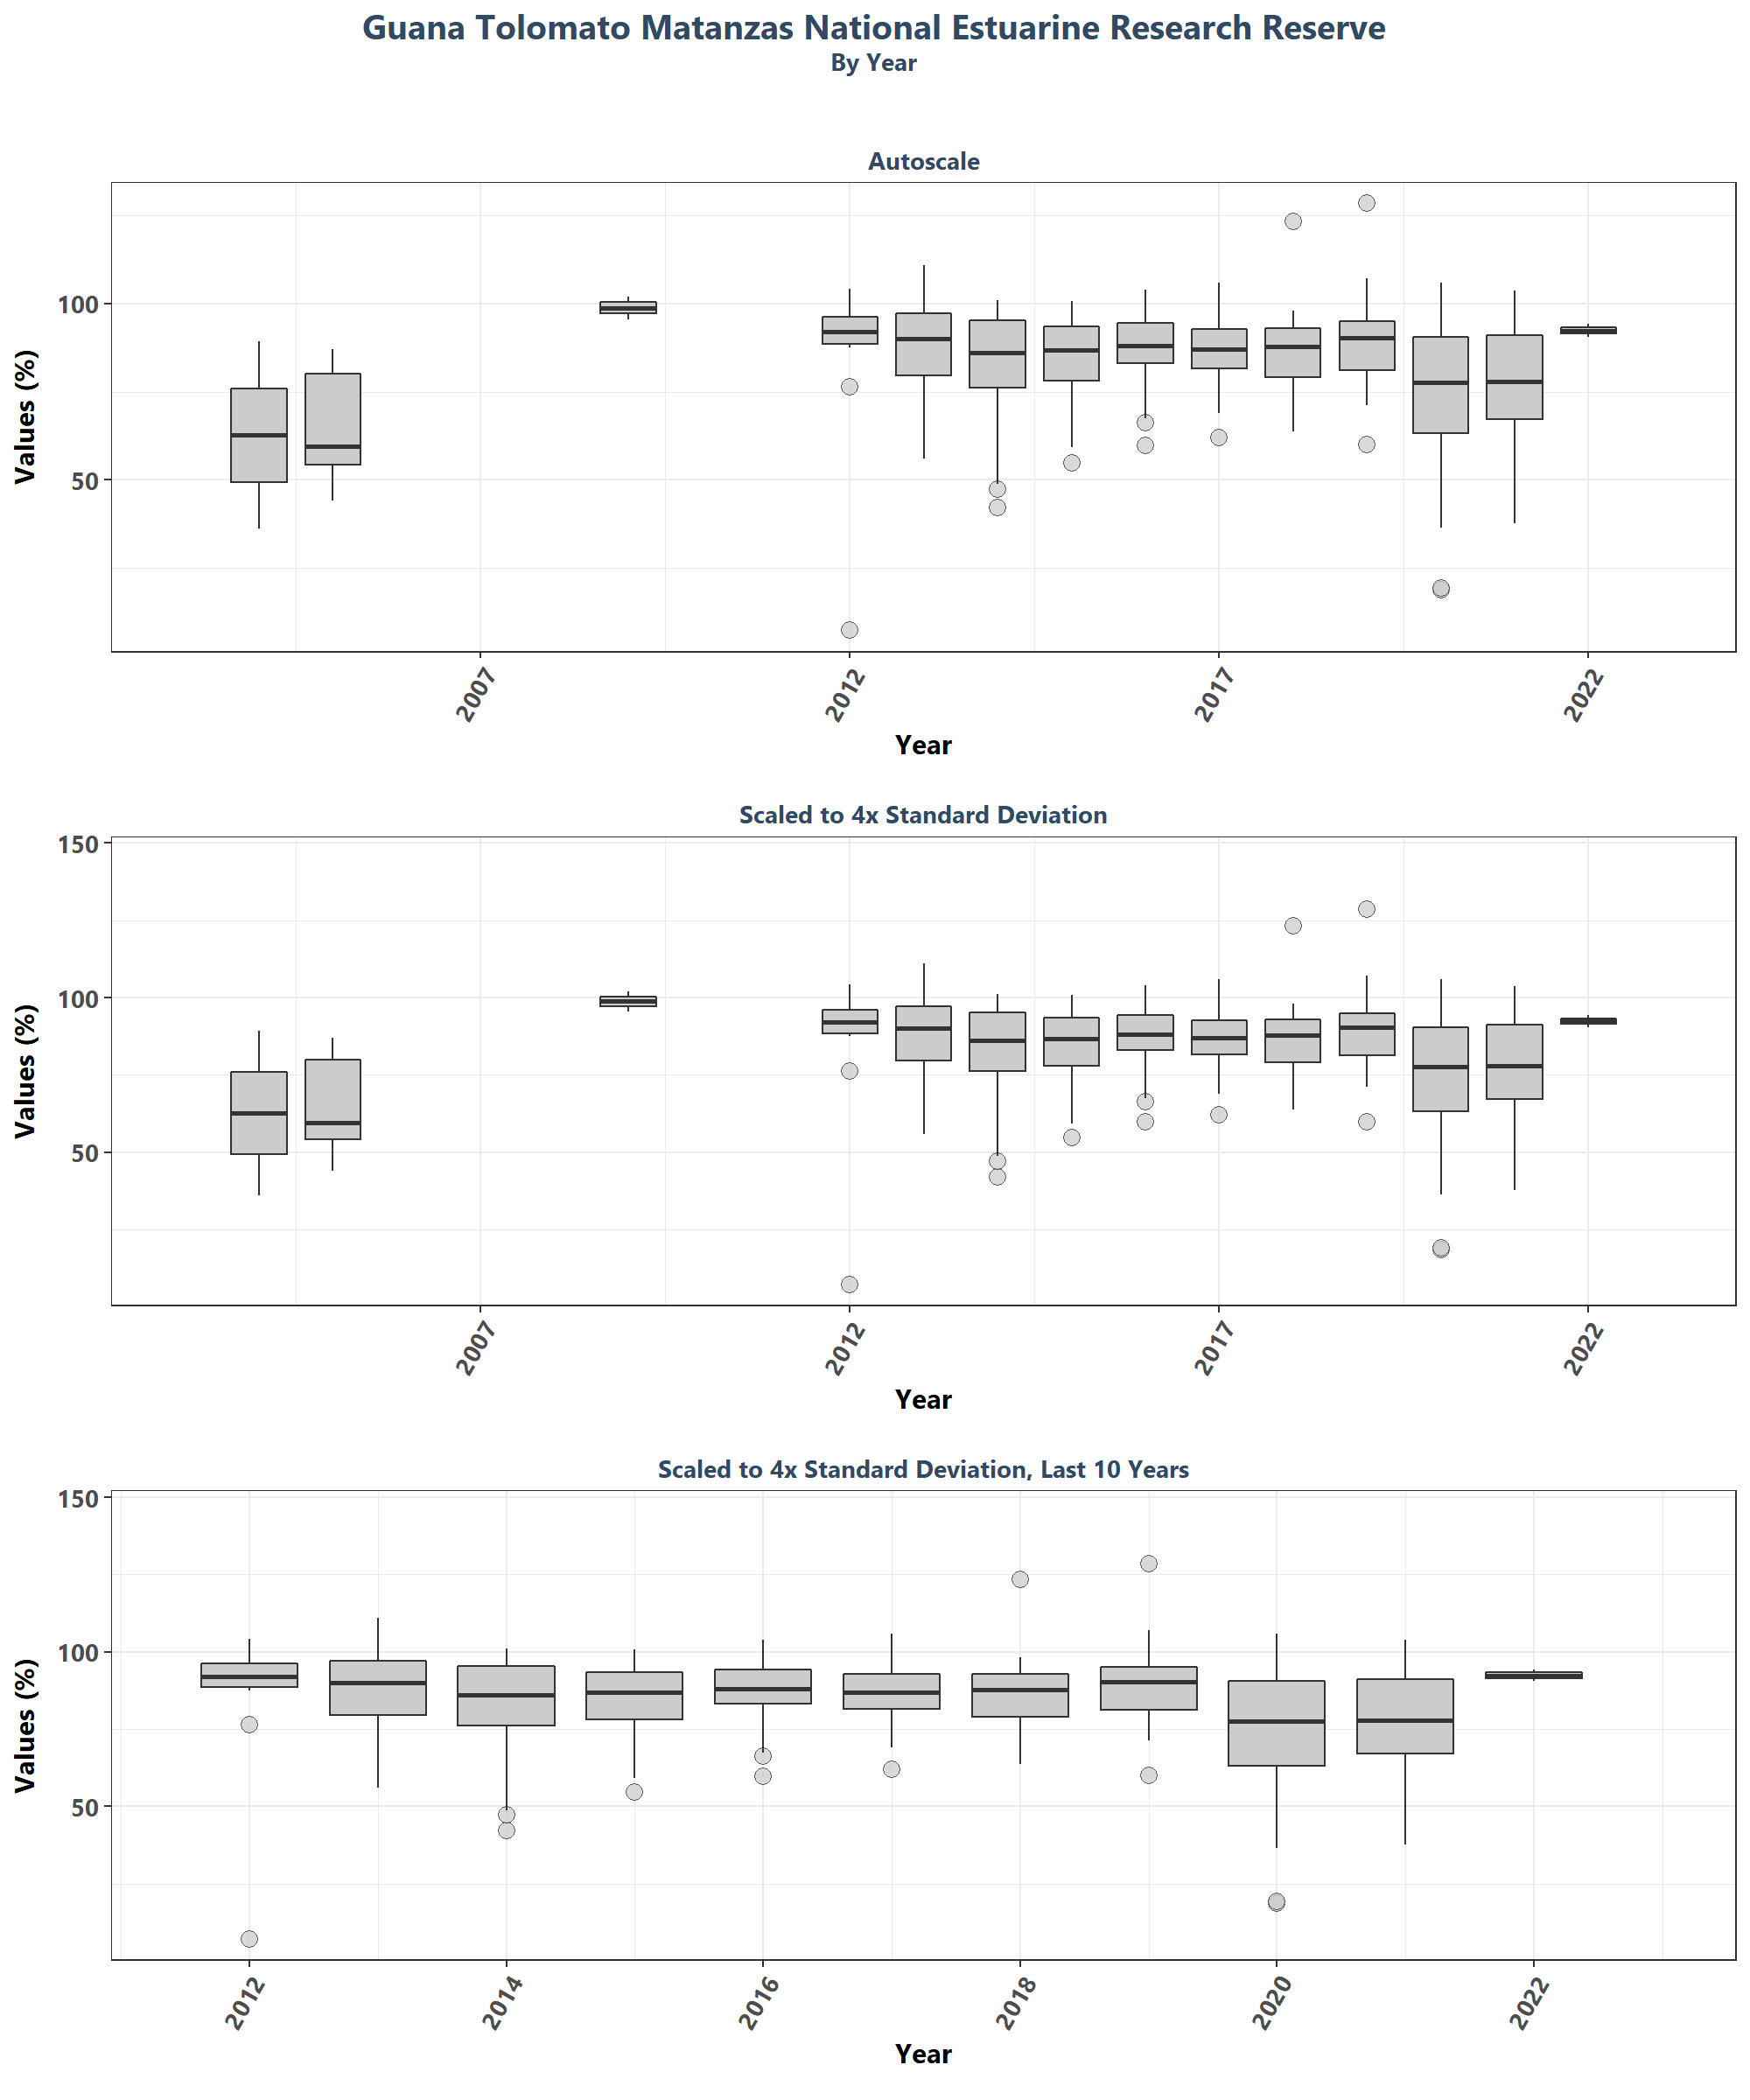 Guana Tolomato Matanzas National Estuarine Research Reserve
By Year
Autoscale
Values (%)
100
50
2007
2012
2017
2022
Year
Scaled to 4x Standard Deviation
Values (%)
150
100
50
2007
2012
2017
2022
Year
Scaled to 4x Standard Deviation, Last 10 Years
Values (%)
150
100
50
2012
2014
2016
2018
2020
2022
Year